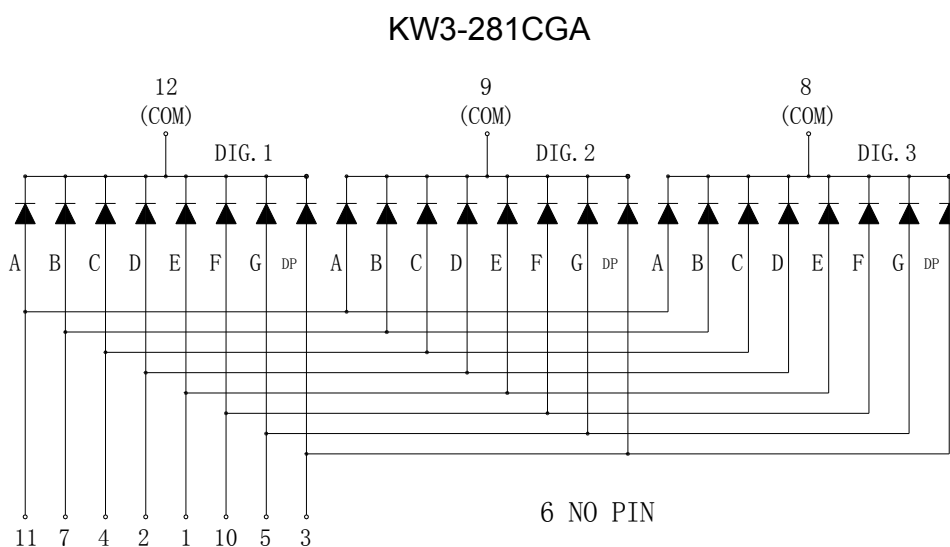 KW3-281CGA
12 9 8
(COM) (COM) (COM)
DIG.1 DIG.2 DIG.3
A B C D E F G DP A B C D E F G DP A B C D E F G DP
6 NO PIN
11 7 4 2 1 10 5 3